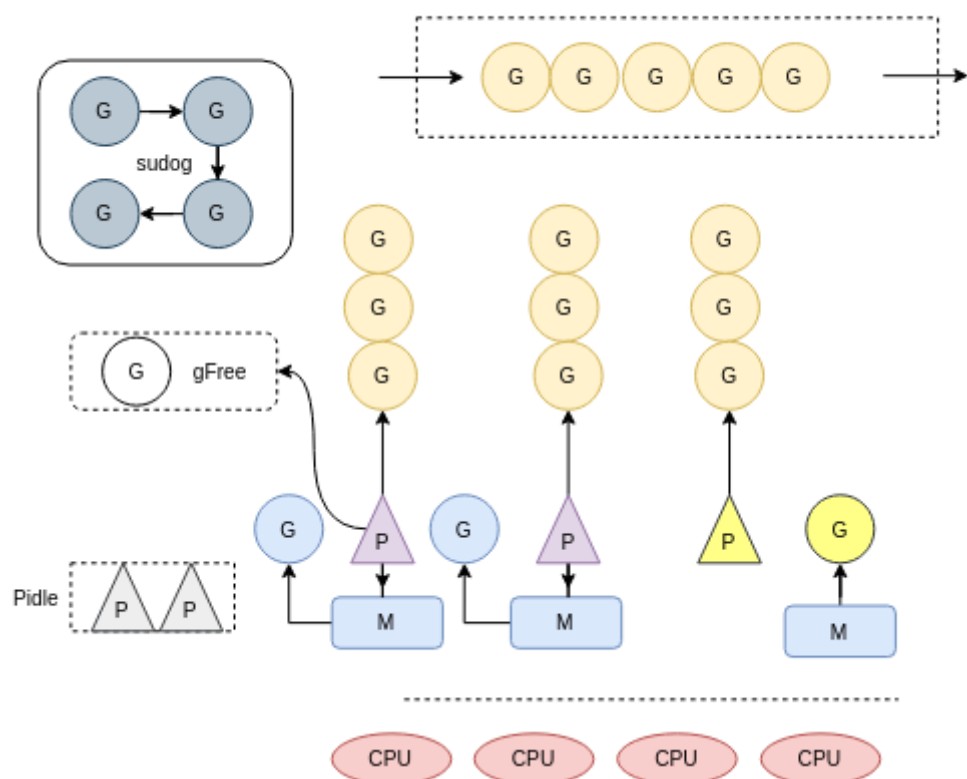 G G G G G
G G
sudog
G G
G G G
G G G
G gFree G G G
G P G P P G
Pidle P P M M M
CPU CPU CPU CPU